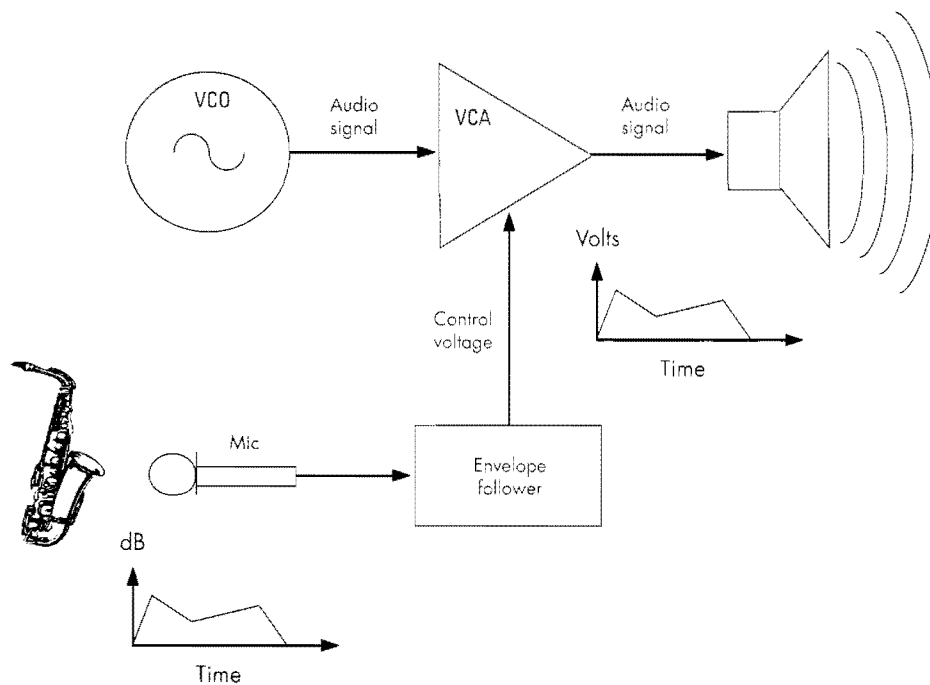 VCO
Audio
signal
VCA
Audio
signal
Volts
Control
voltage
Time
Mic
Envelope
follower
dB
Time